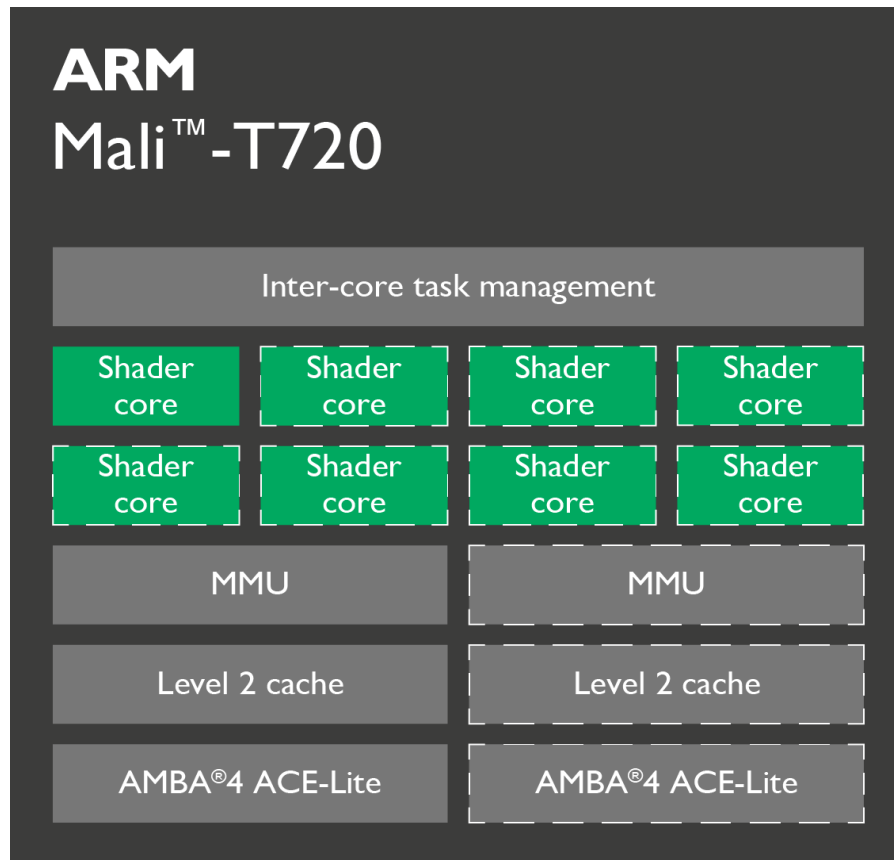 ARM
Mali™-T720
Inter-core task management
Shader core
Shader core
Shader core
Shader core
Shader core
Shader core
Shader core
Shader core
MMU
MMU
Level 2 cache
Level 2 cache
AMBA®4 ACE-Lite
AMBA®4 ACE-Lite